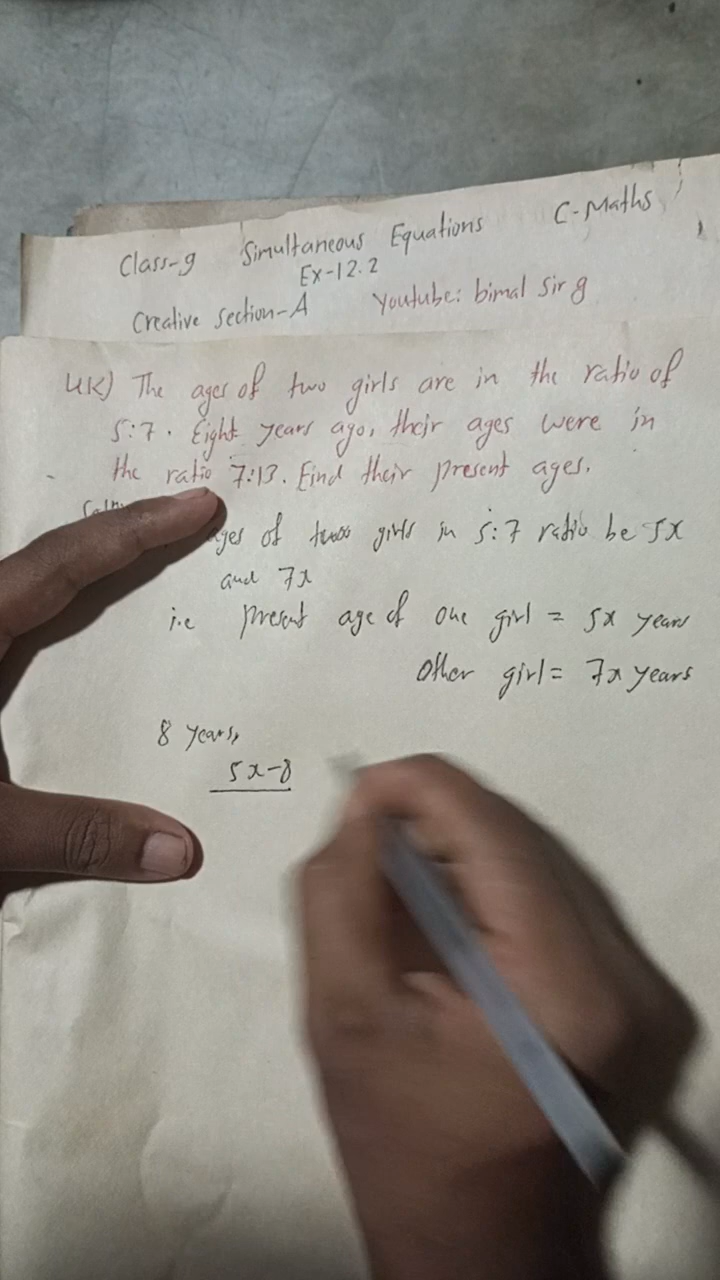 Class-9 Simultaneous Equations C-Maths
Ex-12.2
Creative section-A Youtube: bimal sir g
4K) The ages of two girls are in the ratio of
5:7. Eight years ago, their ages were in
the ratio 7:13. Find their present ages.
ages of two girls in 5:7 ratio be 5x
and 7x
i.e present age of one girl = 5x years
Other girl = 7x years
8 years,
5x-8